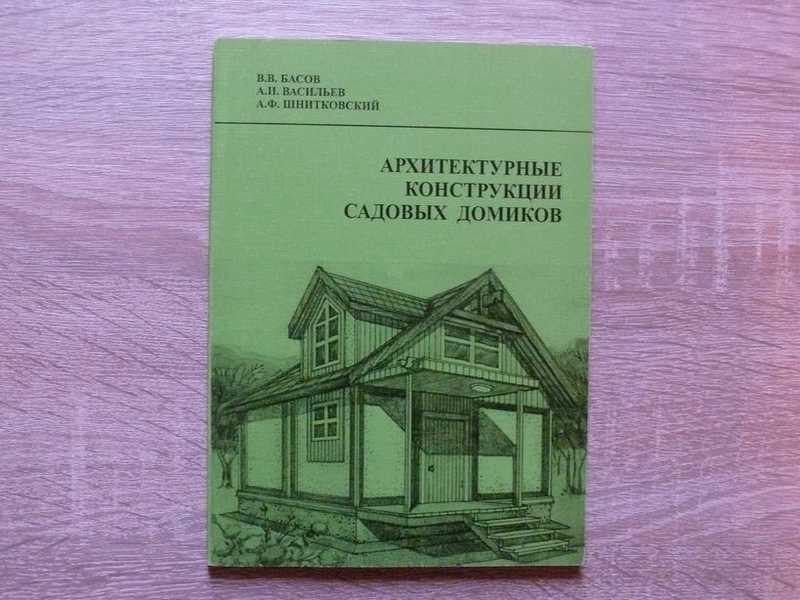 В.В. БАСОВ
А.И. ВАСИЛЬЕВ
А.Ф. ШНИТКОВСКИЙ
АРХИТЕКТУРНЫЕ
КОНСТРУКЦИИ
САДОВЫХ ДОМИКОВ